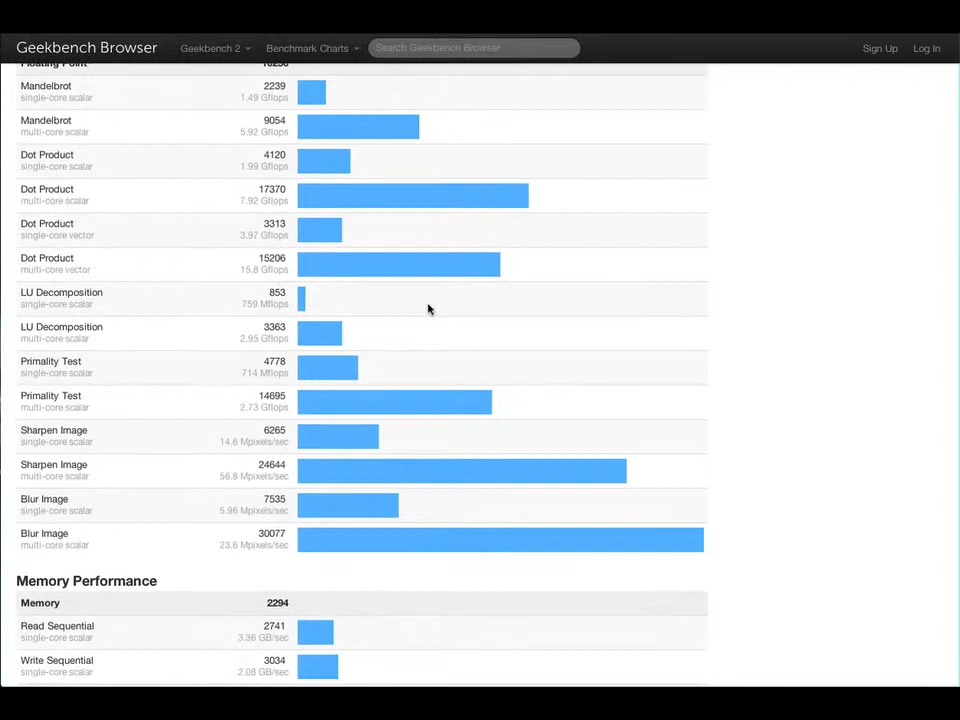 Geekbench Browser Geekbench 2 Benchmark Charts Search Geekbench Browser Sign Up Log In
Floating Point
Mandelbrot 2239
single-core scalar 1.49 Gflops
Mandelbrot 9054
multi-core scalar 5.92 Gflops
Dot Product 4120
single-core scalar 1.99 Gflops
Dot Product 17370
multi-core scalar 7.92 Gflops
Dot Product 3313
single-core vector 3.97 Gflops
Dot Product 15206
multi-core vector 15.8 Gflops
LU Decomposition 853
single-core scalar 759 Mflops
LU Decomposition 3363
multi-core scalar 2.95 Gflops
Primality Test 4778
single-core scalar 714 Mflops
Primality Test 14695
multi-core scalar 2.73 Gflops
Sharpen Image 6265
single-core scalar 14.6 Mpixels/sec
Sharpen Image 24644
multi-core scalar 56.8 Mpixels/sec
Blur Image 7535
single-core scalar 5.96 Mpixels/sec
Blur Image 30077
multi-core scalar 23.6 Mpixels/sec
Memory Performance
Memory 2294
Read Sequential 2741
single-core scalar 3.36 GB/sec
Write Sequential 3034
single-core scalar 2.08 GB/sec